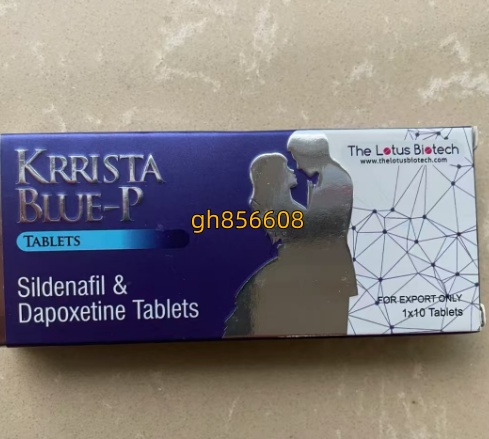 KRRISTA
BLUE-P
TABLETS
Sildenafil &
Dapoxetine Tablets
gh856608
The Lotus Biotech
www.thelotusbiotech.com
FOR EXPORT ONLY
1x10 Tablets